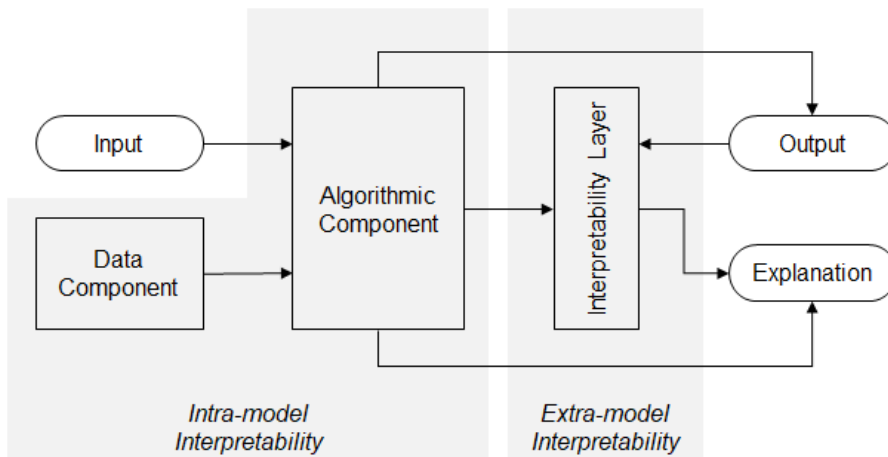 Input
Data
Component
Algorithmic
Component
Interpretability Layer
Output
Explanation
Intra-model
Interpretability
Extra-model
Interpretability